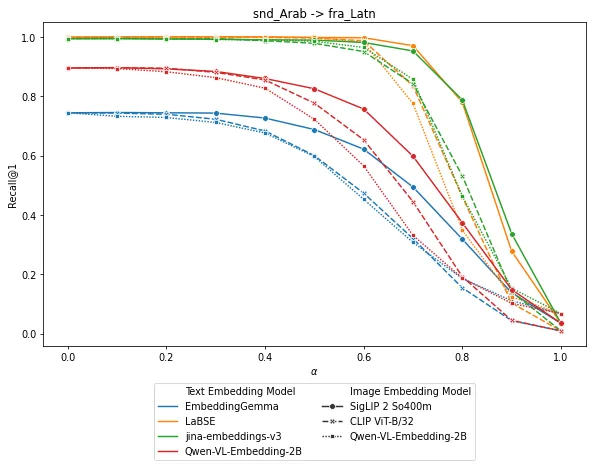 snd_Arab -> fra_Latn
1.0
0.8
0.6
0.4
0.2
0.0
Recall@1
0.0 0.2 0.4 0.6 0.8 1.0
α
Text Embedding Model Image Embedding Model
EmbeddingGemma SigLIP 2 So400m
LaBSE CLIP ViT-B/32
jina-embeddings-v3 Qwen-VL-Embedding-2B
Qwen-VL-Embedding-2B